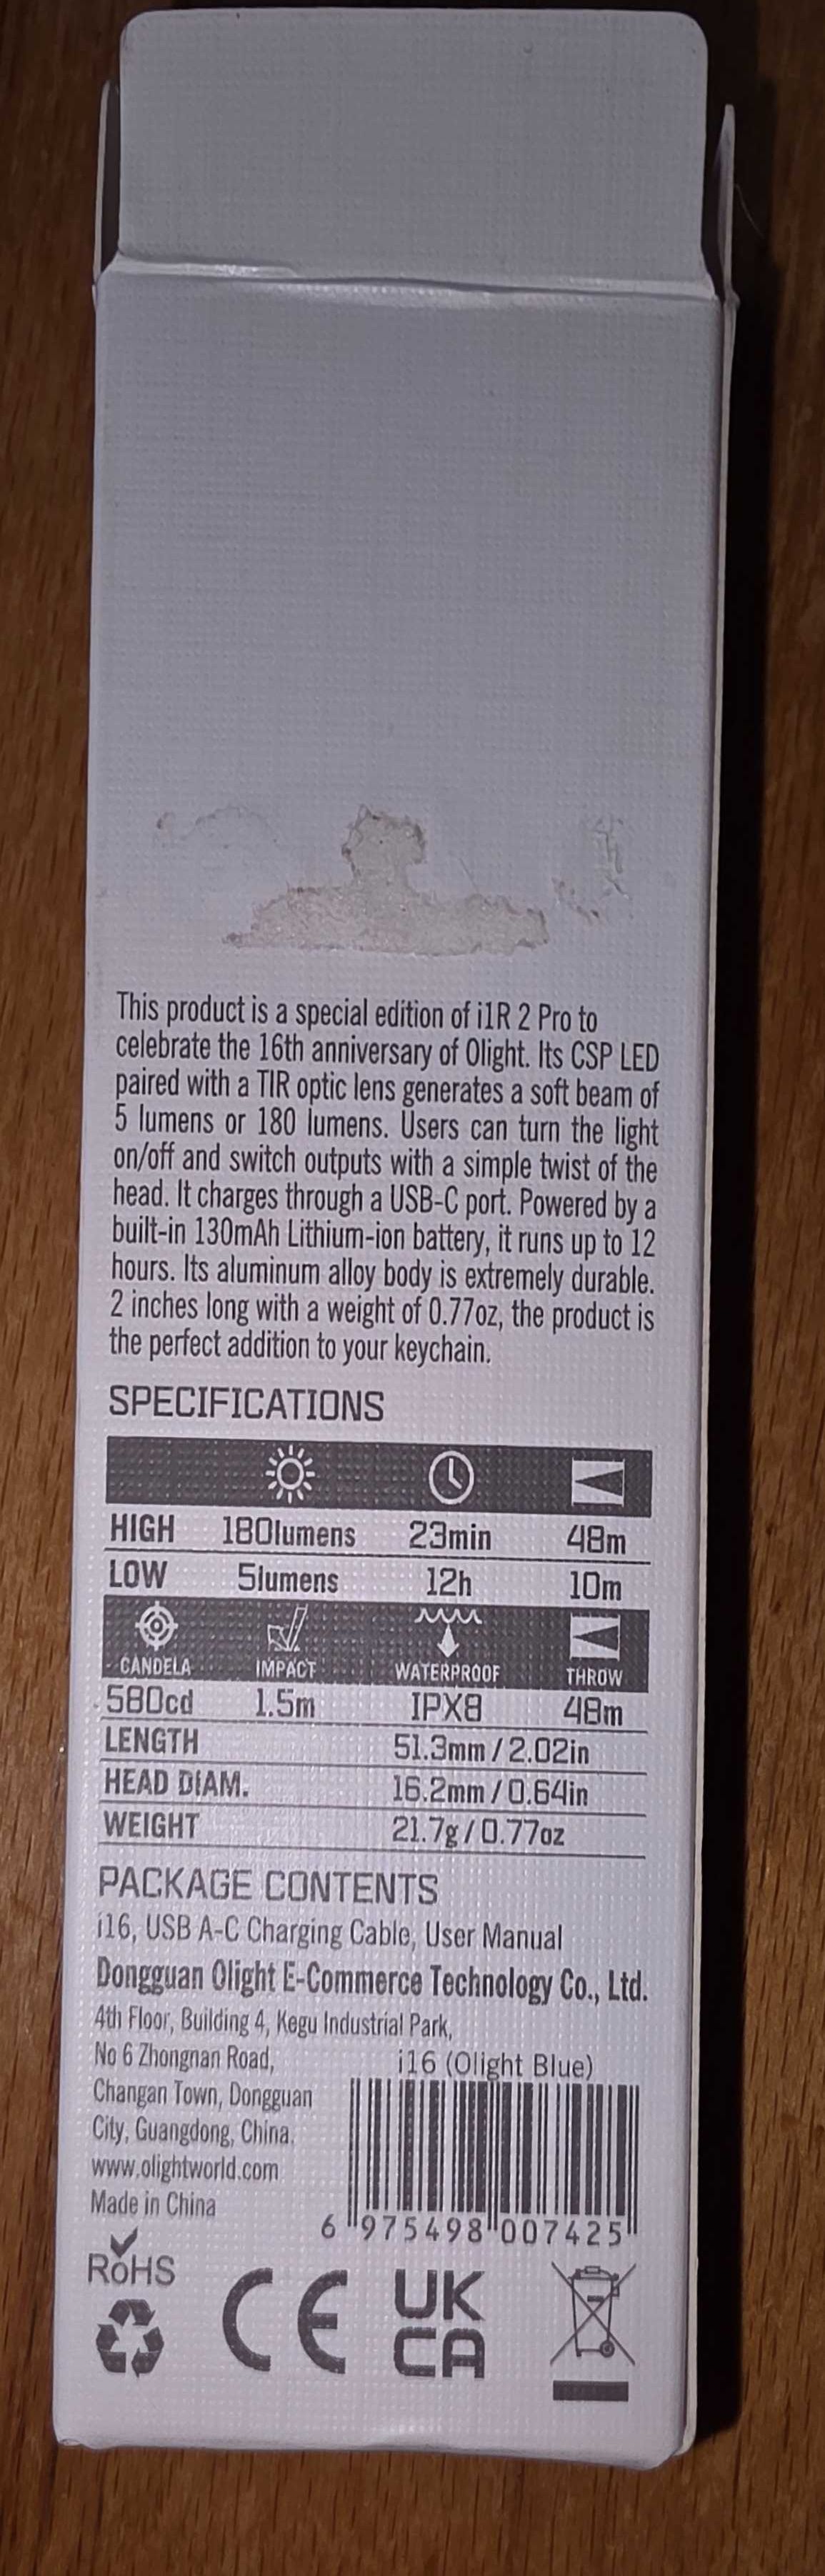 This product is a special edition of i1R 2 Pro to
celebrate the 16th anniversary of Olight. Its CSP LED
paired with a TIR optic lens generates a soft beam of
5 lumens or 180 lumens. Users can turn the light
on/off and switch outputs with a simple twist of the
head. It charges through a USB-C port. Powered by a
built-in 130mAh Lithium-ion battery, it runs up to 12
hours. Its aluminum alloy body is extremely durable.
2 inches long with a weight of 0.77oz, the product is
the perfect addition to your keychain.
SPECIFICATIONS
HIGH 180lumens 23min 48m
LOW 5lumens 12h 10m
CANDELA IMPACT WATERPROOF THROW
580cd 1.5m IPX8 48m
LENGTH 51.3mm / 2.02in
HEAD DIAM. 16.2mm / 0.64in
WEIGHT 21.7g / 0.77oz
PACKAGE CONTENTS
i16, USB A-C Charging Cable, User Manual
Dongguan Olight E-Commerce Technology Co., Ltd.
4th Floor, Building 4, Kegu Industrial Park,
No 6 Zhongnan Road,
Changan Town, Dongguan
City, Guangdong, China.
www.olightworld.com
Made in China
i16 (Olight Blue)
6 975498 007425
RoHS
CE
UK
CA